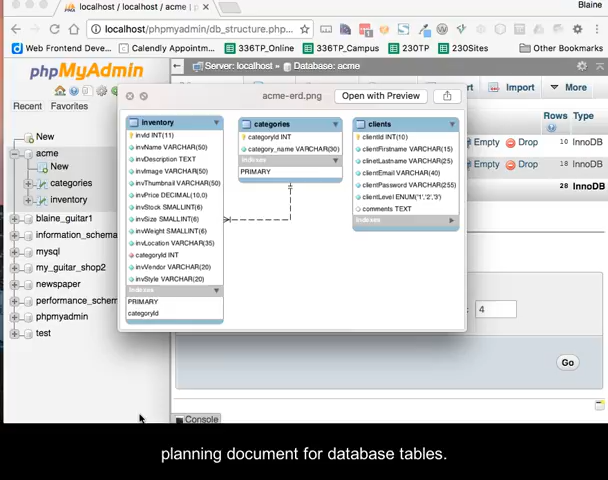 localhost / localhost / acme | p
Blaine
localhost/phpmyadmin/db_structure.php
Web Frontend Deve
Calendly Appointme
336TP_Online
336TP_Campus
230TP
230Sites
Other Bookmarks
phpMyAdmin
Server: localhost » Database: acme
Recent
Favorites
rt
Import
More
Rows
Type
New
acme
New
categories
inventory
blaine_guitar1
information_schema
mysql
my_guitar_shop2
newspaper
performance_schem
phpmyadmin
test
Empty
Drop
10
InnoDB
Empty
Drop
18
InnoDB
28
InnoDB
acme-erd.png
Open with Preview
inventory
invId INT(11)
invName VARCHAR(50)
invDescription TEXT
invImage VARCHAR(50)
invThumbnail VARCHAR(50)
invPrice DECIMAL(10,0)
invStock SMALLINT(6)
invSize SMALLINT(6)
invWeight SMALLINT(6)
invLocation VARCHAR(35)
categoryId INT
invVendor VARCHAR(20)
invStyle VARCHAR(20)
Indexes
PRIMARY
categoryId
categories
categoryId INT
category_name VARCHAR(30)
Indexes
PRIMARY
clients
clientId INT(10)
clientFirstname VARCHAR(15)
clinetLastname VARCHAR(25)
clientEmail VARCHAR(40)
clientPassword VARCHAR(255)
clientLevel ENUM('1','2','3')
comments TEXT
Indexes
: 4
Go
Console
planning document for database tables.